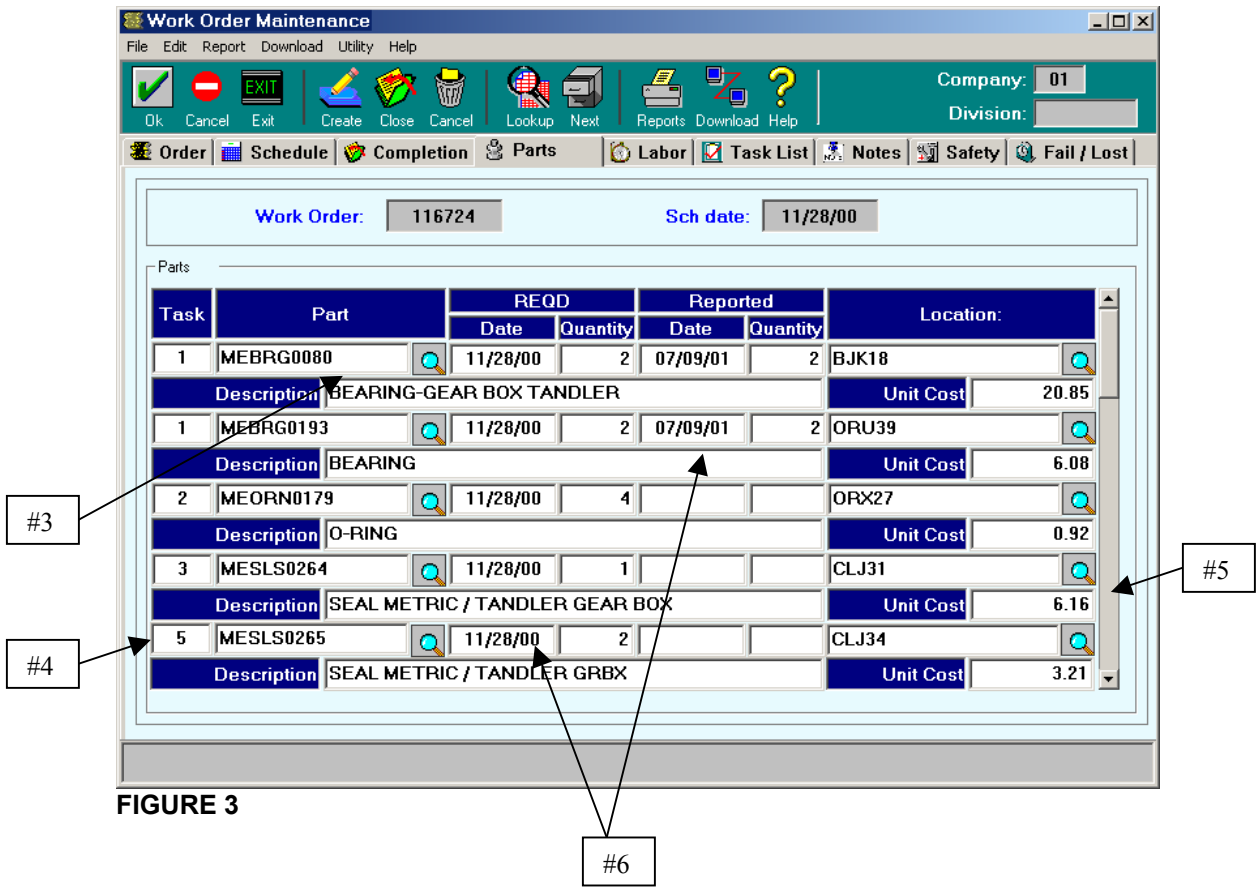 Work Order Maintenance
File Edit Report Download Utility Help
Ok Cancel EXIT Exit Create Close Cancel Lookup Next Reports Download Help
Company: 01
Division:
Order Schedule Completion Parts Labor Task List Notes Safety Fail / Lost
Work Order: 116724 Sch date: 11/28/00
Parts
Task Part REQD Reported Location:
Date Quantity Date Quantity
1 MEBRG0080 11/28/00 2 07/09/01 2 BJK18
Description BEARING-GEAR BOX TANDLER Unit Cost 20.85
1 MEBRG0193 11/28/00 2 07/09/01 2 ORU39
Description BEARING Unit Cost 6.08
2 MEORN0179 11/28/00 4 ORX27
#3
Description O-RING Unit Cost 0.92
3 MESLS0264 11/28/00 1 CLJ31
#5
Description SEAL METRIC / TANDLER GEAR BOX Unit Cost 6.16
5 MESLS0265 11/28/00 2 CLJ34
#4
Description SEAL METRIC / TANDLER GRBX Unit Cost 3.21
FIGURE 3
#6